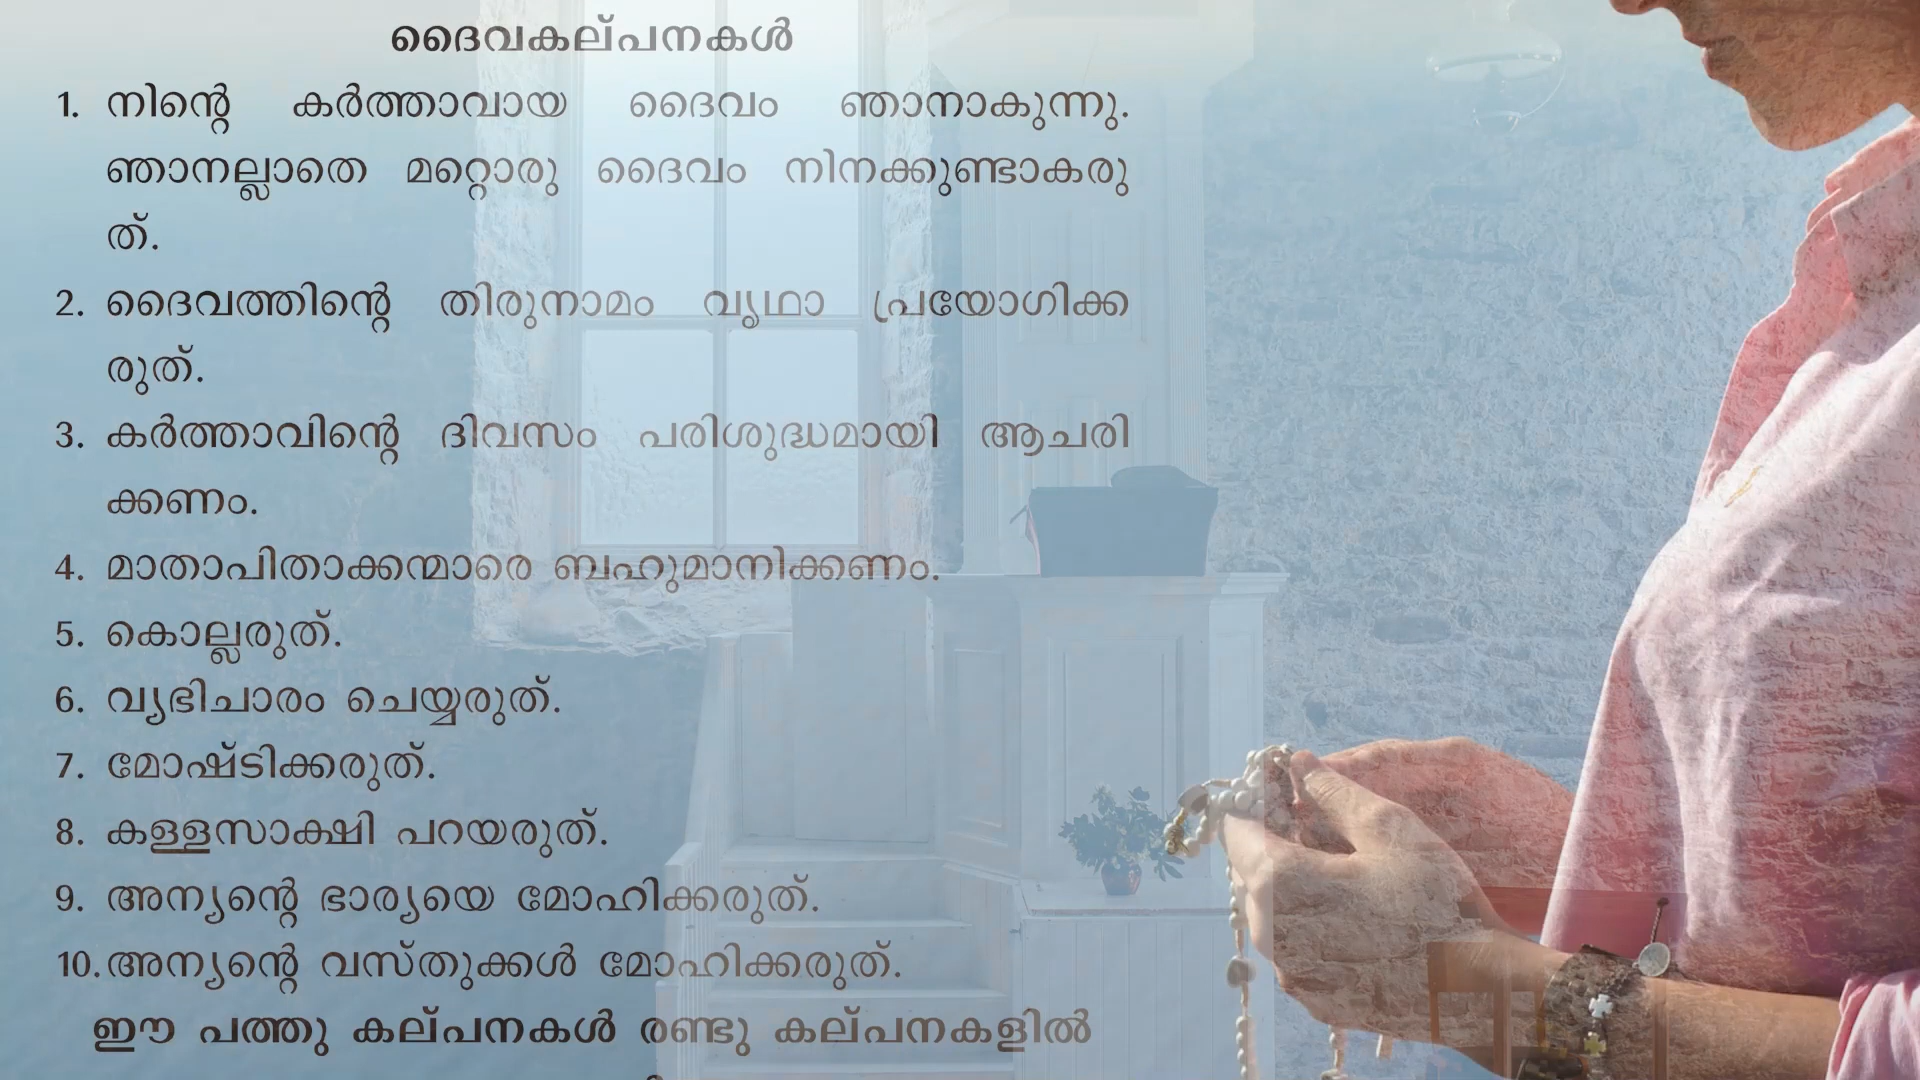 ദൈവകല്പനകൾ
1. നിന്റെ കർത്താവായ ദൈവം ഞാനാകുന്നു.
ഞാനല്ലാതെ മറ്റൊരു ദൈവം നിനക്കുണ്ടാകരു
ത്.
2. ദൈവത്തിന്റെ തിരുനാമം വൃഥാ പ്രയോഗിക്ക
രുത്.
3. കർത്താവിന്റെ ദിവസം പരിശുദ്ധമായി ആചരി
ക്കണം.
4. മാതാപിതാക്കന്മാരെ ബഹുമാനിക്കണം.
5. കൊല്ലരുത്.
6. വ്യഭിചാരം ചെയ്യരുത്.
7. മോഷ്ടിക്കരുത്.
8. കള്ളസാക്ഷി പറയരുത്.
9. അന്യന്റെ ഭാര്യയെ മോഹിക്കരുത്.
10. അന്യന്റെ വസ്തുക്കൾ മോഹിക്കരുത്.
ഈ പത്തു കല്പനകൾ രണ്ടു കല്പനകളിൽ